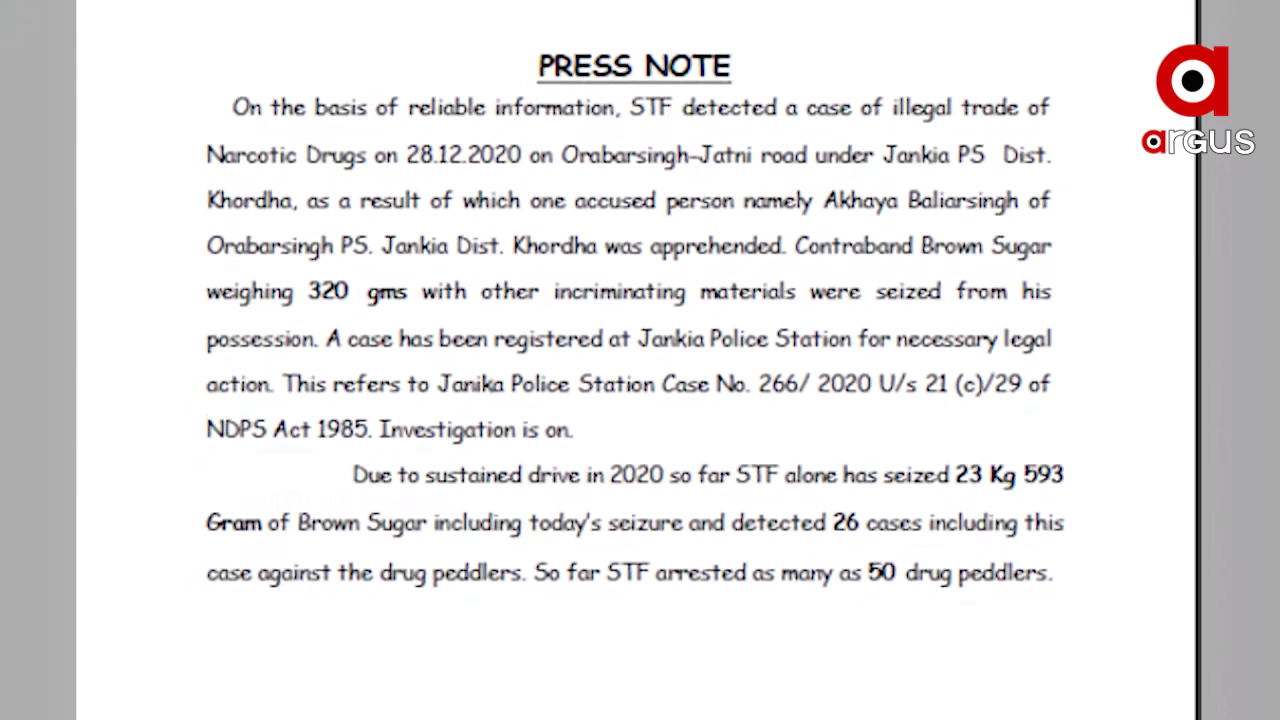 PRESS NOTE
On the basis of reliable information, STF detected a case of illegal trade of
Narcotic Drugs on 28.12.2020 on Orabarsingh-Jatni road under Jankia PS Dist.
Khordha, as a result of which one accused person namely Akhaya Baliarsingh of
Orabarsingh PS. Jankia Dist. Khordha was apprehended. Contraband Brown Sugar
weighing 320 gms with other incriminating materials were seized from his
possession. A case has been registered at Jankia Police Station for necessary legal
action. This refers to Janika Police Station Case No. 266/ 2020 U/s 21 (c)/29 of
NDPS Act 1985. Investigation is on.
Due to sustained drive in 2020 so far STF alone has seized 23 Kg 593
Gram of Brown Sugar including today's seizure and detected 26 cases including this
case against the drug peddlers. So far STF arrested as many as 50 drug peddlers.
a
argus